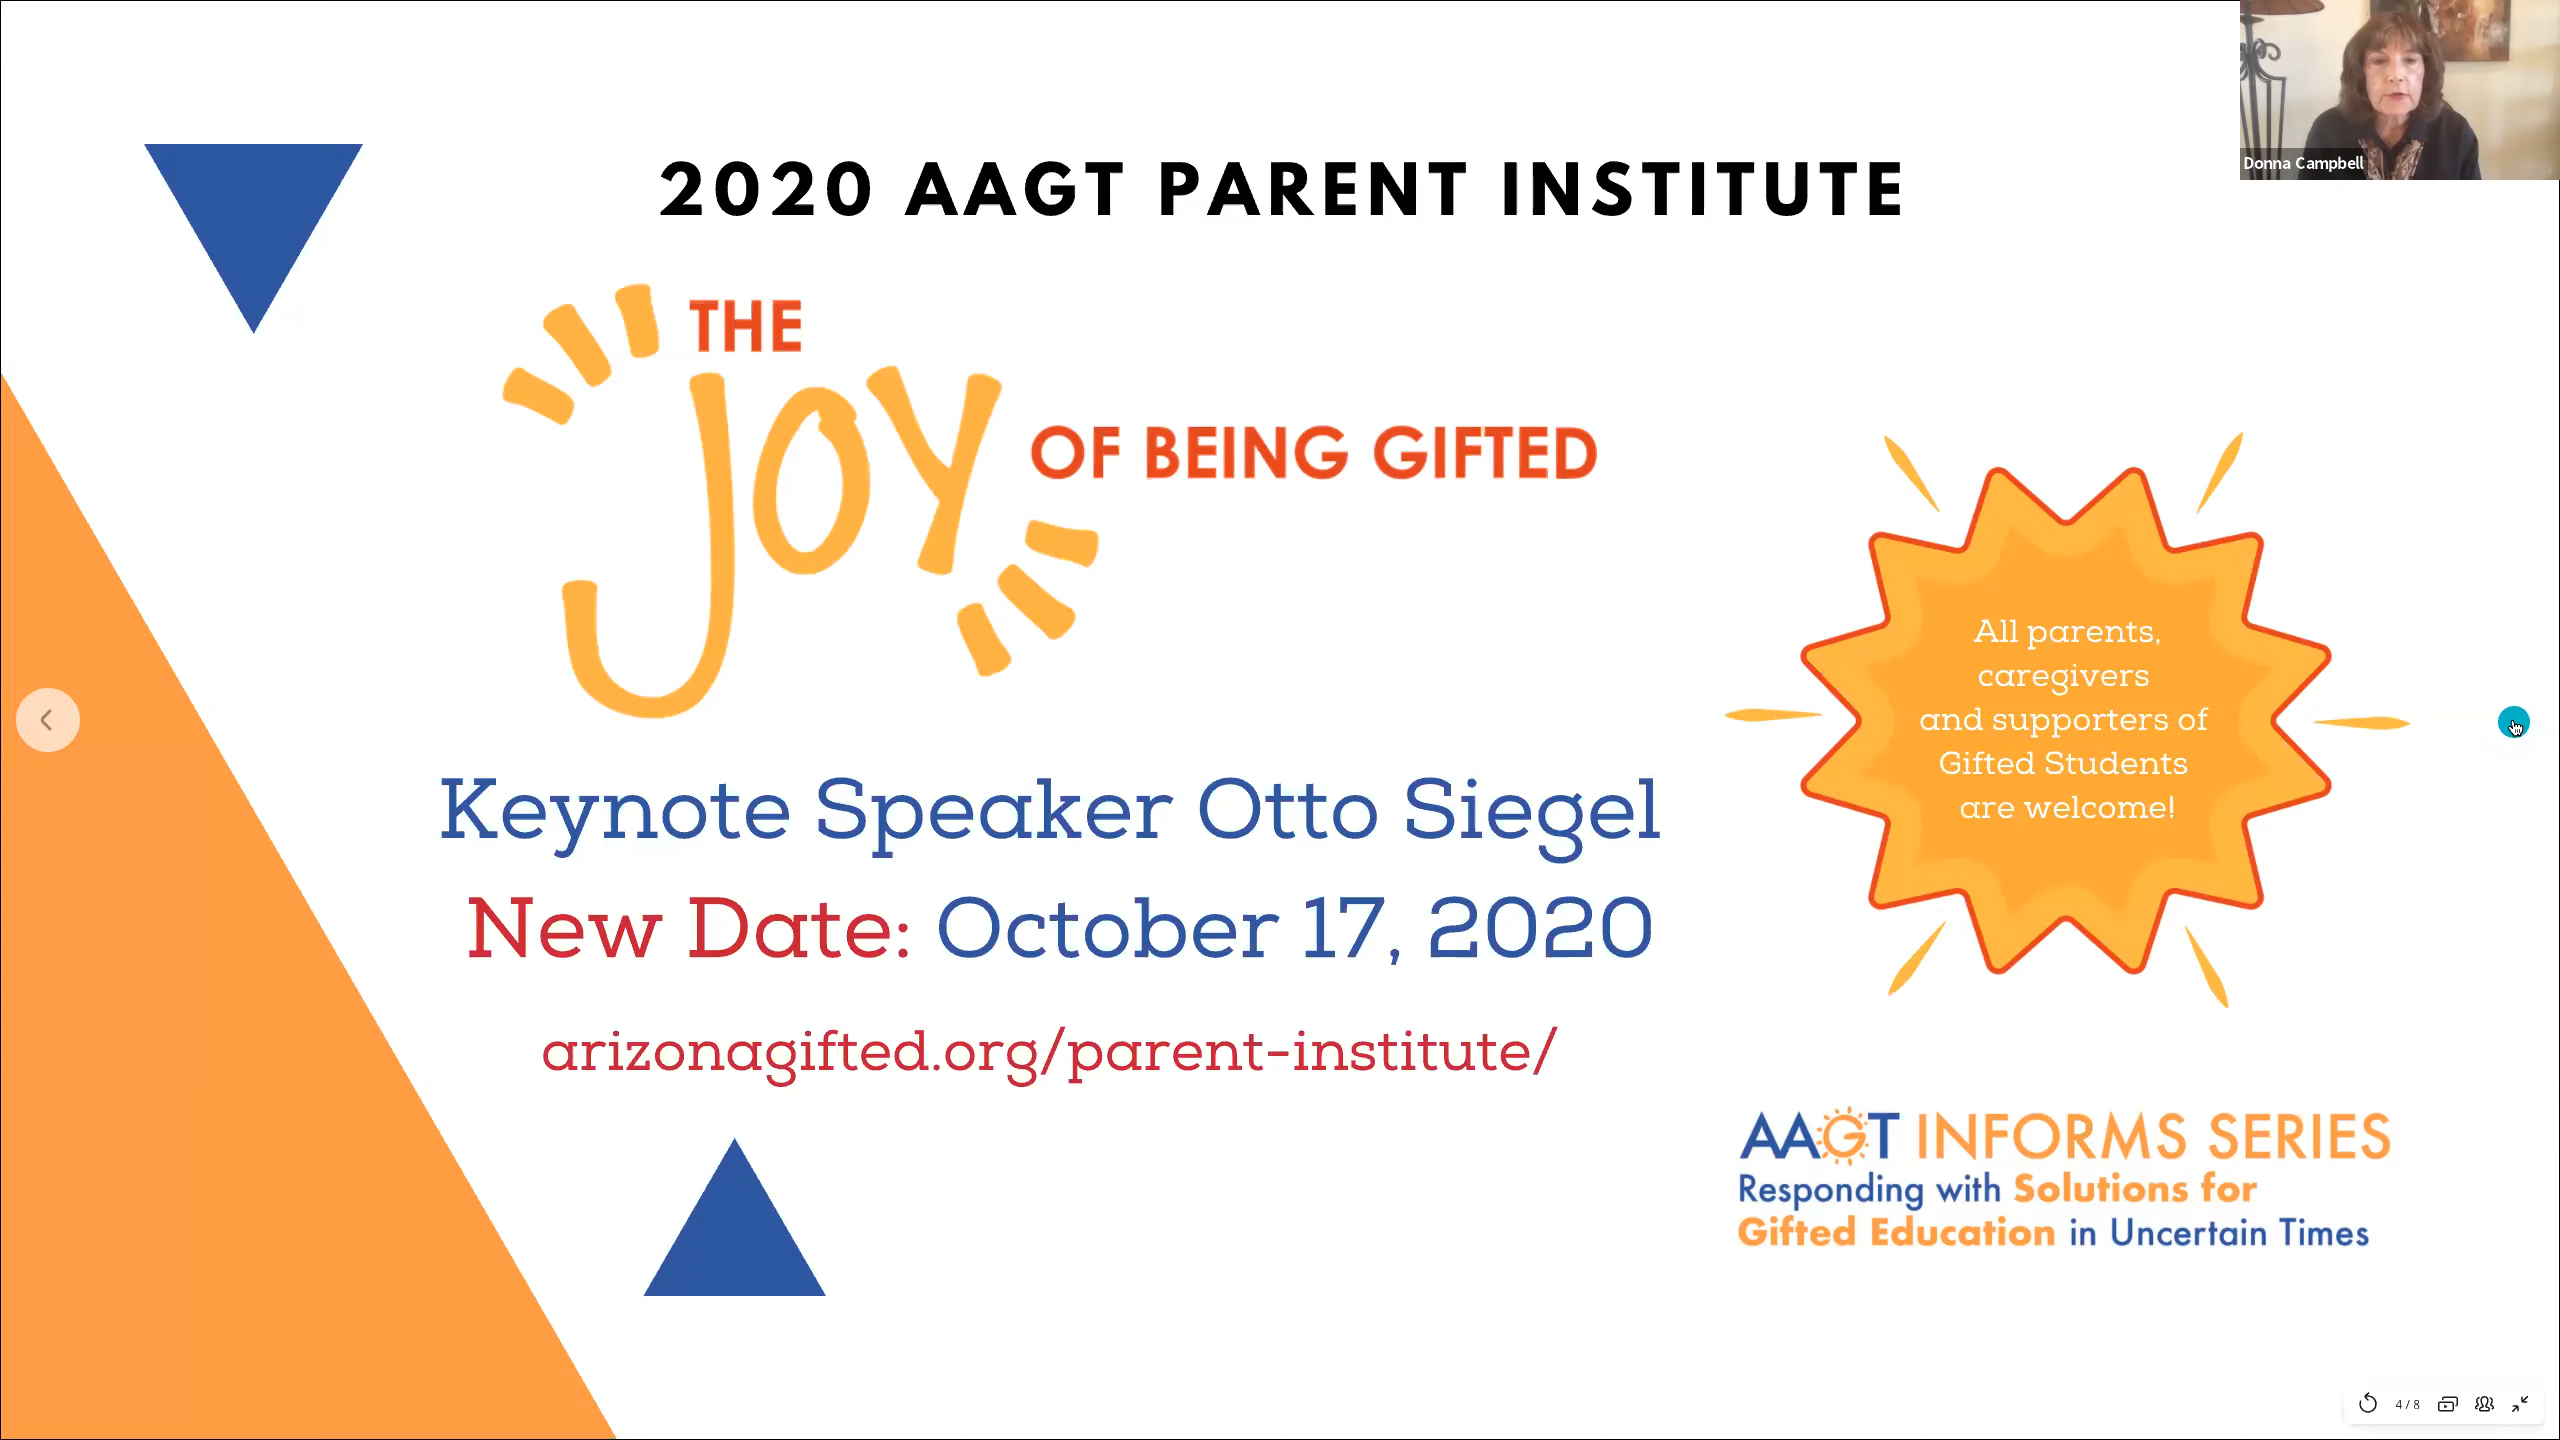 Donna Campbell
2020 AAGT PARENT INSTITUTE
THE
JOY
OF BEING GIFTED
All parents,
caregivers
and supporters of
Gifted Students
are welcome!
Keynote Speaker Otto Siegel
New Date: October 17, 2020
arizonagifted.org/parent-institute/
AAGT INFORMS SERIES
Responding with Solutions for
Gifted Education in Uncertain Times
4 / 8